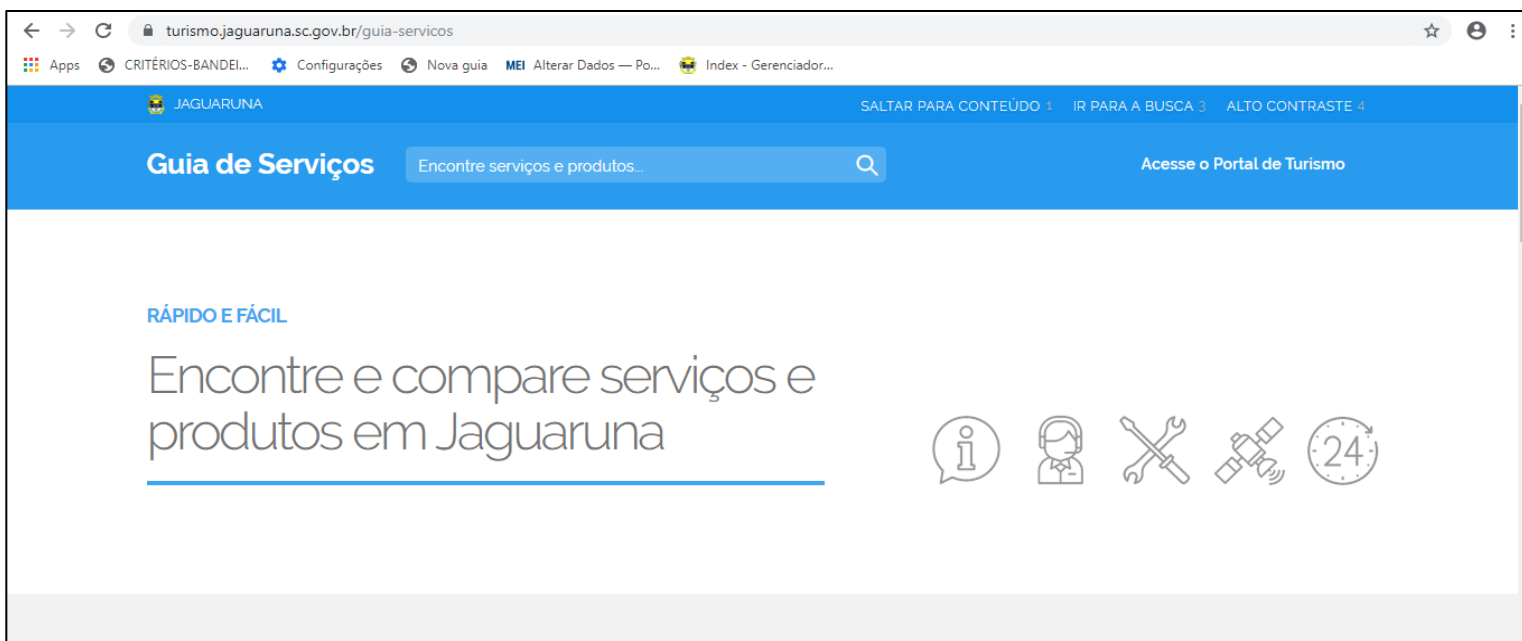 turismo.jaguaruna.sc.gov.br/guia-servicos
Apps CRITÉRIOS-BANDEI... Configurações Nova guia MEI Alterar Dados — Po... Index - Gerenciador...
JAGUARUNA SALTAR PARA CONTEÚDO 1 IR PARA A BUSCA 3 ALTO CONTRASTE 4
Guia de Serviços Encontre serviços e produtos... Acesse o Portal de Turismo
RÁPIDO E FÁCIL
Encontre e compare serviços e
produtos em Jaguaruna
i 24